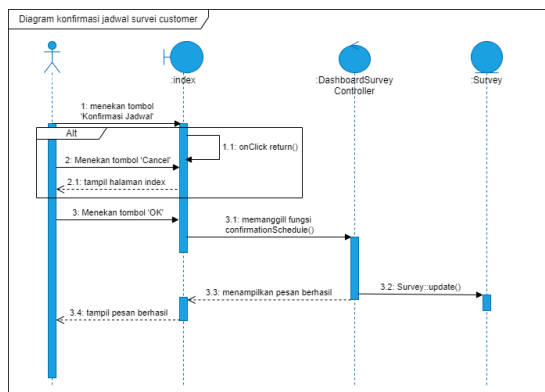 Diagram konfirmasi jadwal survei customer
:index
:DashboardSurvey
Controller
:Survey
1: menekan tombol
'Konfirmasi Jadwal'
Alt
1.1: onClick return()
2: Menekan tombol 'Cancel'
2.1: tampil halaman index
3: Menekan tombol 'OK'
3.1: memanggill fungsi
confirmationSchedule()
3.2: Survey::update()
3.3: menampilkan pesan berhasil
3.4: tampil pesan berhasil